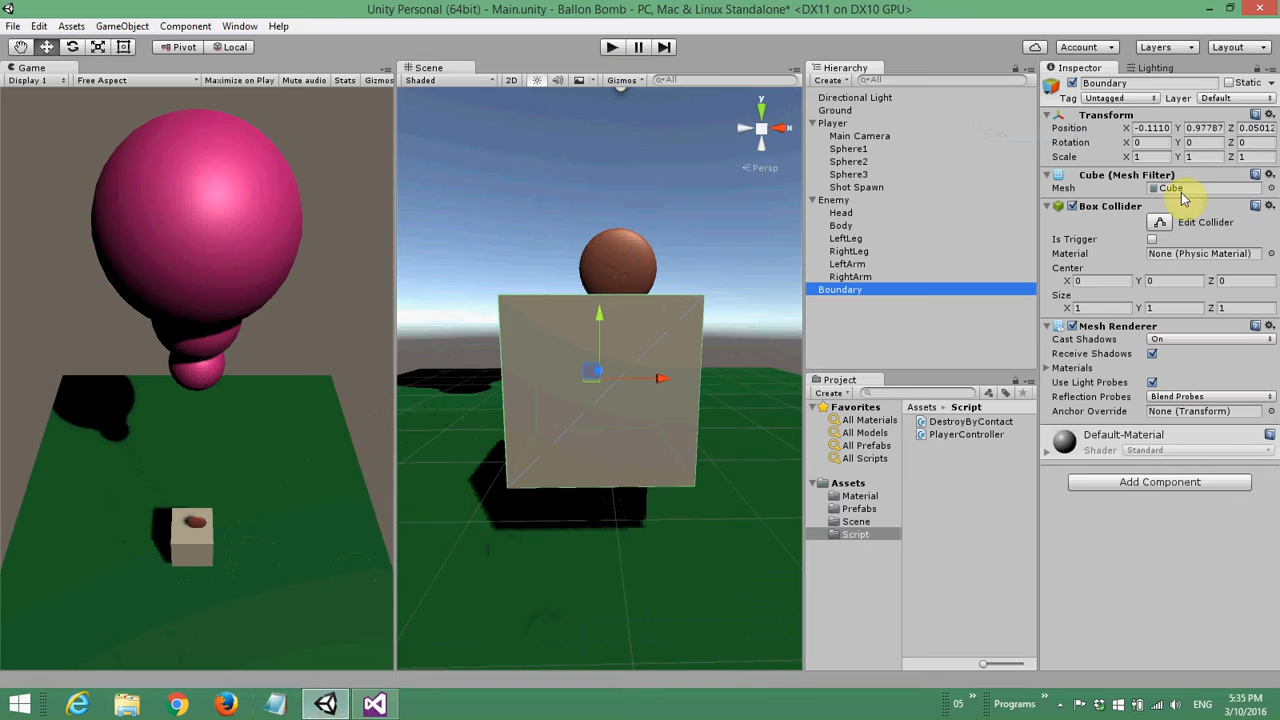 Unity Personal (64bit) - Main.unity - Ballon Bomb - PC, Mac & Linux Standalone* <DX11 on DX10 GPU>
File Edit Assets GameObject Component Window Help
Pivot Local Account Layers Layout
Game
Display 1 Free Aspect Maximize on Play Mute audio Stats Gizmos
Scene
Shaded 2D Gizmos All
y
x
Persp
Hierarchy
Create All
Directional Light
Ground
Player
Main Camera
Sphere1
Sphere2
Sphere3
Shot Spawn
Enemy
Head
Body
LeftLeg
RightLeg
LeftArm
RightArm
Boundary
Project
Create
Favorites
All Materials
All Models
All Prefabs
All Scripts
Assets
Material
Prefabs
Scene
Script
Assets Script
DestroyByContact
PlayerController
Inspector Lighting
Boundary Static
Tag Untagged Layer Default
Transform
Position X -0.1110 Y 0.97787 Z 0.05012
Rotation X 0 Y 0 Z 0
Scale X 1 Y 1 Z 1
Cube (Mesh Filter)
Mesh Cube
Box Collider
Edit Collider
Is Trigger
Material None (Physic Material)
Center
X 0 Y 0 Z 0
Size
X 1 Y 1 Z 1
Mesh Renderer
Cast Shadows On
Receive Shadows
Materials
Use Light Probes
Reflection Probes Blend Probes
Anchor Override None (Transform)
Default-Material
Shader Standard
Add Component
05 Programs ENG
5:35 PM
3/10/2016